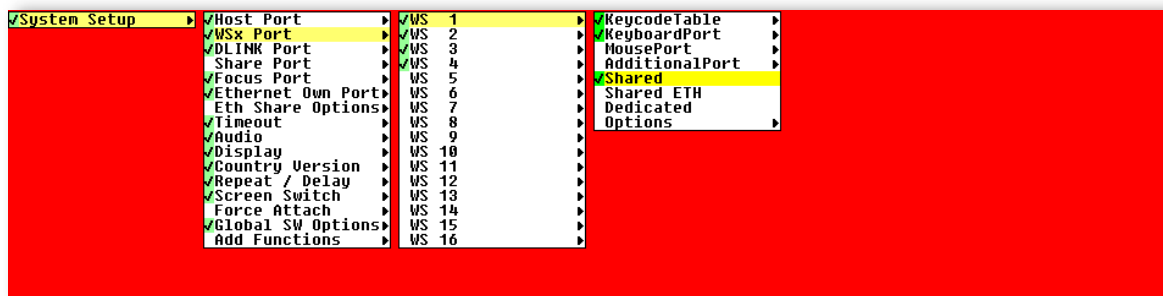 System Setup
Host Port
WSx Port
DLINK Port
Share Port
Focus Port
Ethernet Own Port
Eth Share Options
Timeout
Audio
Display
Country Version
Repeat / Delay
Screen Switch
Force Attach
Global SW Options
Add Functions
WS 1
WS 2
WS 3
WS 4
WS 5
WS 6
WS 7
WS 8
WS 9
WS 10
WS 11
WS 12
WS 13
WS 14
WS 15
WS 16
KeycodeTable
KeyboardPort
MousePort
AdditionalPort
Shared
Shared ETH
Dedicated
Options